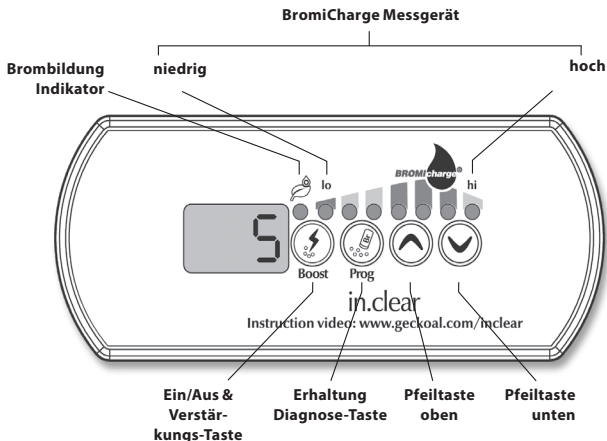 BromiCharge Messgerät
Brombildung
Indikator
niedrig
hoch
BROMIcharge®
lo
hi
5
Br
Boost
Prog
in.clear
Instruction video: www.geckoal.com/inclear
Ein/Aus &
Verstär-
kungs-Taste
Erhaltung
Diagnose-Taste
Pfeiltaste
oben
Pfeiltaste
unten